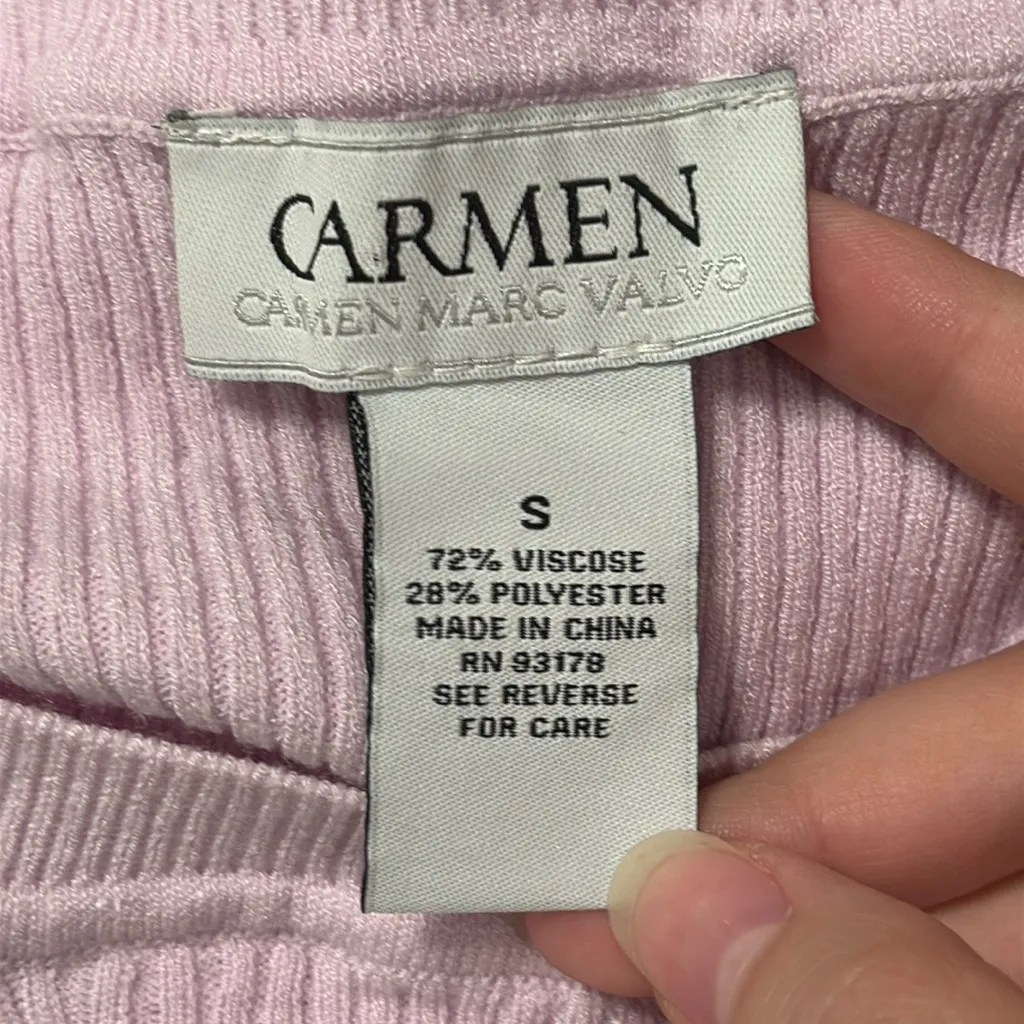 CARMEN
CAMEN MARC VALVO
S
72% VISCOSE
28% POLYESTER
MADE IN CHINA
RN 93178
SEE REVERSE
FOR CARE